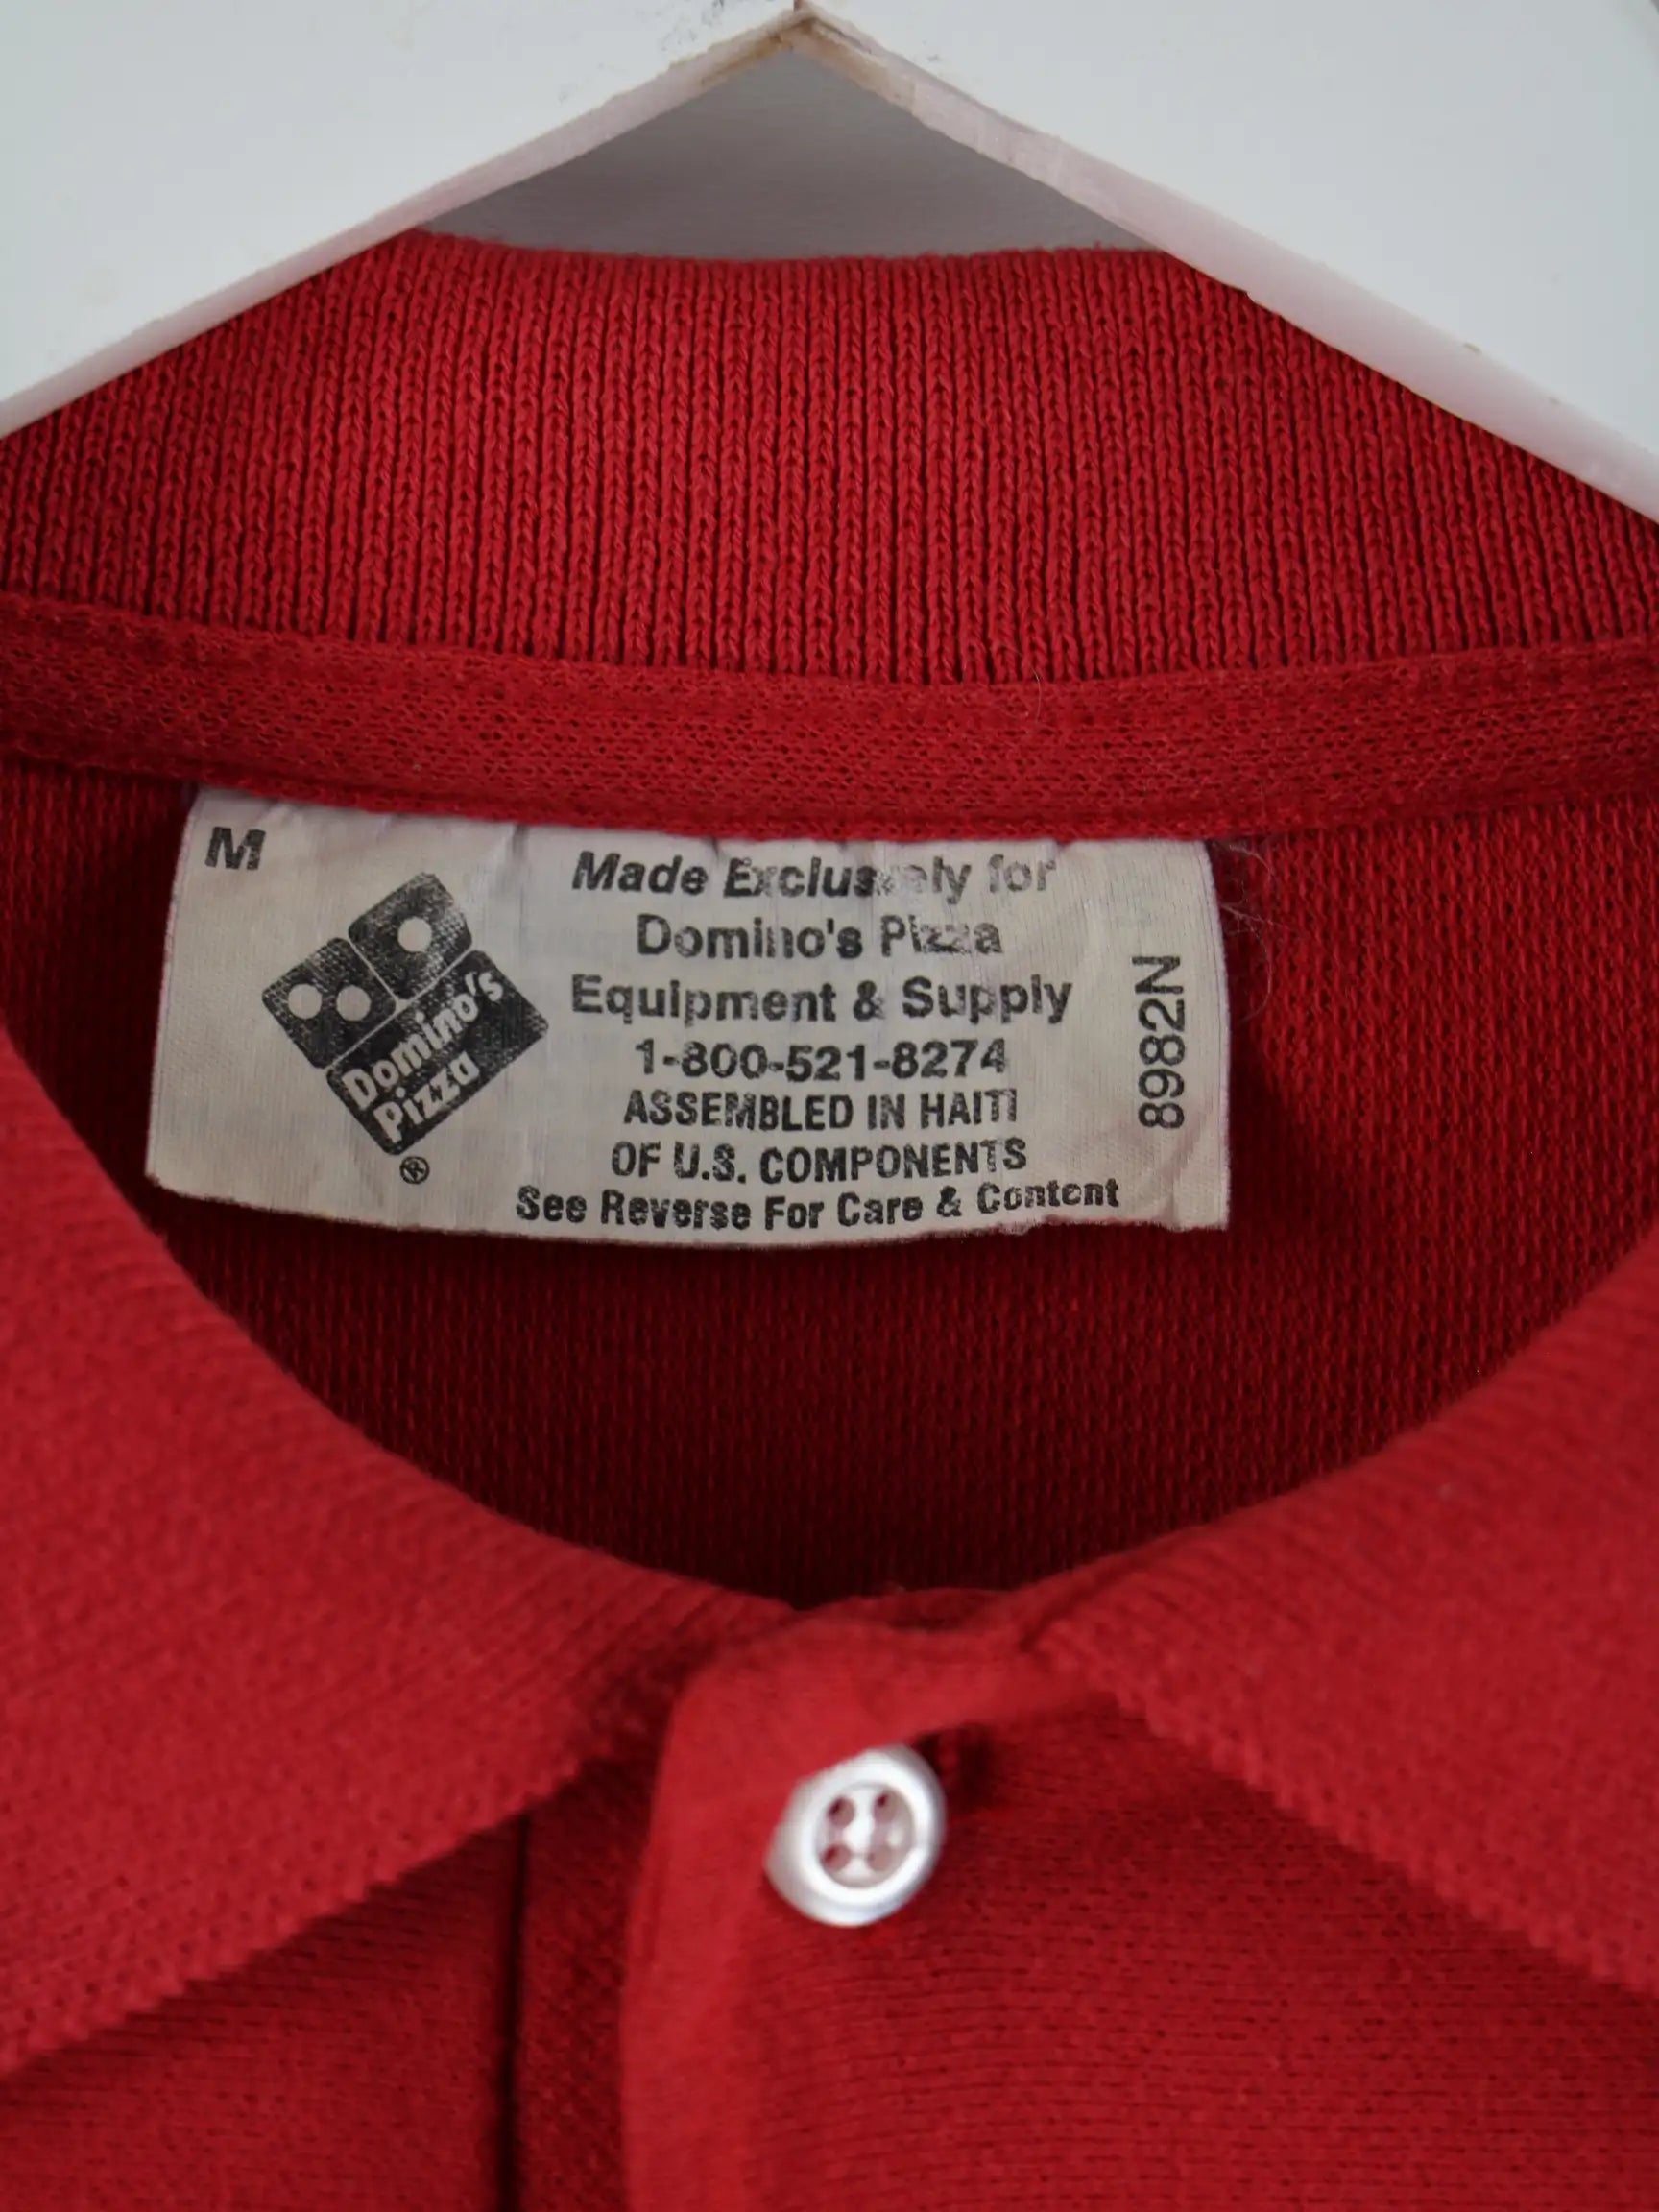 M
Domino's
Pizza
®
Made Exclusively for
Domino's Pizza
Equipment & Supply
1-800-521-8274
ASSEMBLED IN HAITI
OF U.S. COMPONENTS
See Reverse For Care & Content
8982N